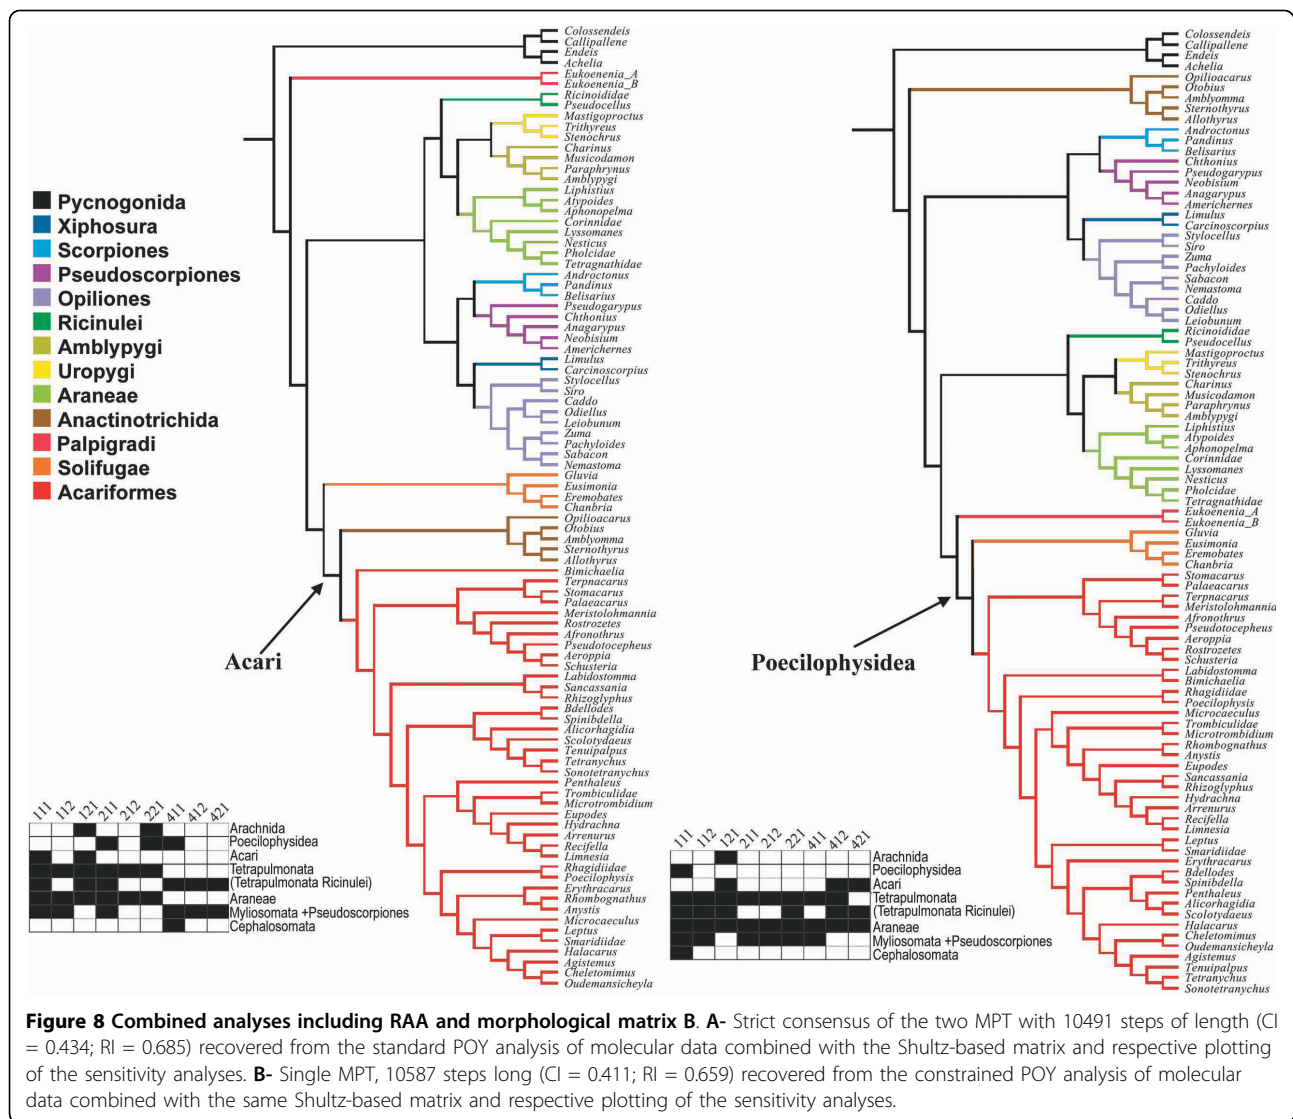 Colossendeis
Callipallene
Endeis
Achelia
Eukoenenia_A
Eukoenenia_B
Ricinoididae
Pseudocellus
Mastigoproctus
Trithyreus
Stenochrus
Charinus
Musicodamon
Paraphrynus
Amblypygi
Liphistius
Atypoides
Aphonopelma
Corinnidae
Lyssomanes
Nesticus
Pholcidae
Tetragnathidae
Androctonus
Pandinus
Belisarius
Pseudogarypus
Chthonius
Anagarypus
Neobisium
Americhernes
Limulus
Carcinoscorpius
Stylocellus
Siro
Caddo
Odiellus
Leiobunum
Zuma
Pachyloides
Sabacon
Nemastoma
Gluvia
Eusimonia
Eremobates
Chanbria
Opilioacarus
Otobius
Amblyomma
Sternothyrus
Allothyrus
Bimichaelia
Terpnacarus
Stomacarus
Palaeacarus
Meristolohmannia
Rostrozetes
Afronothrus
Pseudotocepheus
Aeroppia
Schusteria
Labidostomma
Sancassania
Rhizoglyphus
Bdellodes
Spinibdella
Alicorhagidia
Scolotydaeus
Tenuipalpus
Tetranychus
Sonotetranychus
Penthaleus
Trombiculidae
Microtrombidium
Eupodes
Hydrachna
Arrenurus
Recifella
Limnesia
Rhagidiidae
Poecilophysis
Erythracarus
Rhombognathus
Anystis
Microcaeculus
Leptus
Smaridiidae
Halacarus
Agistemus
Cheletomimus
Oudemansicheyla
Pycnogonida
Xiphosura
Scorpiones
Pseudoscorpiones
Opiliones
Ricinulei
Amblypygi
Uropygi
Araneae
Anactinotrichida
Palpigradi
Solifugae
Acariformes
Acari
111 112 121 211 212 221 411 412 421
Arachnida
Poecilophysidea
Acari
Tetrapulmonata
(Tetrapulmonata Ricinulei)
Araneae
Myliosomata +Pseudoscorpiones
Cephalosomata
Colossendeis
Callipallene
Endeis
Achelia
Opilioacarus
Otobius
Amblyomma
Sternothyrus
Allothyrus
Androctonus
Pandinus
Belisarius
Chthonius
Pseudogarypus
Neobisium
Anagarypus
Americhernes
Limulus
Carcinoscorpius
Stylocellus
Siro
Zuma
Pachyloides
Sabacon
Nemastoma
Caddo
Odiellus
Leiobunum
Ricinoididae
Pseudocellus
Mastigoproctus
Trithyreus
Stenochrus
Charinus
Musicodamon
Paraphrynus
Amblypygi
Liphistius
Atypoides
Aphonopelma
Corinnidae
Lyssomanes
Nesticus
Pholcidae
Tetragnathidae
Eukoenenia_A
Eukoenenia_B
Gluvia
Eusimonia
Eremobates
Chanbria
Stomacarus
Palaeacarus
Terpnacarus
Meristolohmannia
Afronothrus
Pseudotocepheus
Aeroppia
Rostrozetes
Schusteria
Labidostomma
Bimichaelia
Rhagidiidae
Poecilophysis
Microcaeculus
Trombiculidae
Microtrombidium
Rhombognathus
Anystis
Eupodes
Sancassania
Rhizoglyphus
Hydrachna
Arrenurus
Recifella
Limnesia
Leptus
Smaridiidae
Erythracarus
Bdellodes
Spinibdella
Penthaleus
Alicorhagidia
Scolotydaeus
Halacarus
Cheletomimus
Oudemansicheyla
Agistemus
Tenuipalpus
Tetranychus
Sonotetranychus
Poecilophysidea
111 112 121 211 212 221 411 412 421
Arachnida
Poecilophysidea
Acari
Tetrapulmonata
(Tetrapulmonata Ricinulei)
Araneae
Myliosomata +Pseudoscorpiones
Cephalosomata
Figure 8 Combined analyses including RAA and morphological matrix B. A- Strict consensus of the two MPT with 10491 steps of length (CI
= 0.434; RI = 0.685) recovered from the standard POY analysis of molecular data combined with the Shultz-based matrix and respective plotting
of the sensitivity analyses. B- Single MPT, 10587 steps long (CI = 0.411; RI = 0.659) recovered from the constrained POY analysis of molecular
data combined with the same Shultz-based matrix and respective plotting of the sensitivity analyses.